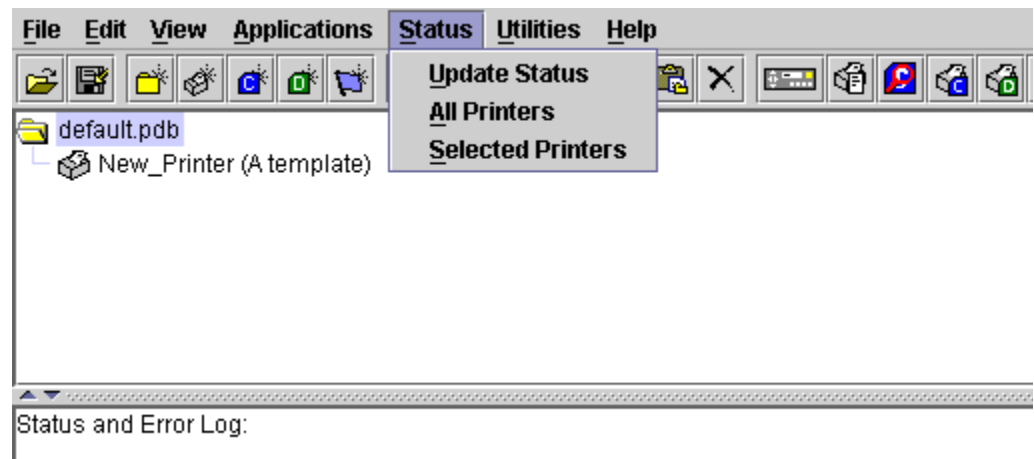 File Edit View Applications Status Utilities Help
Update Status
All Printers
Selected Printers
C D P C D
default.pdb
New_Printer (A template)
Status and Error Log: